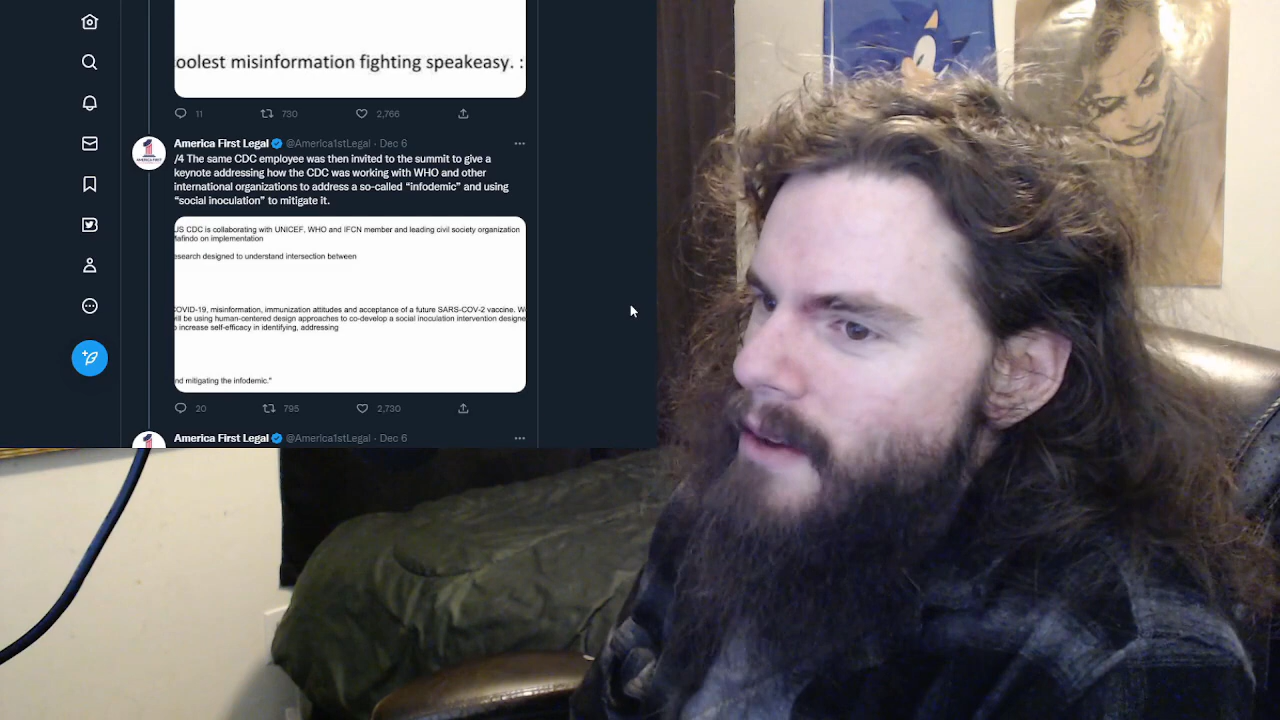 oolest misinformation fighting speakeasy. :
11 730 2,766
America First Legal @America1stLegal · Dec 6
/4 The same CDC employee was then invited to the summit to give a
keynote addressing how the CDC was working with WHO and other
international organizations to address a so-called “infodemic” and using
“social inoculation” to mitigate it.
US CDC is collaborating with UNICEF, WHO and IFCN member and leading civil society organization
Mafindo on implementation
esearch designed to understand intersection between
COVID-19, misinformation, immunization attitudes and acceptance of a future SARS-COV-2 vaccine. We
ill be using human-centered design approaches to co-develop a social inoculation intervention designe
o increase self-efficacy in identifying, addressing
nd mitigating the infodemic."
20 795 2,730
America First Legal @America1stLegal · Dec 6